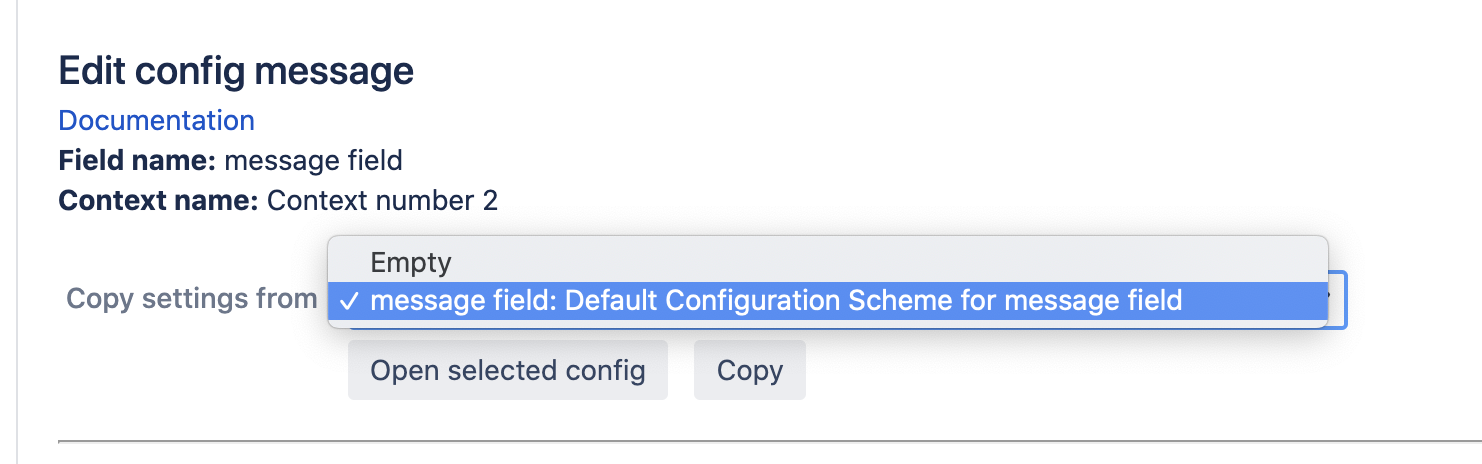 Edit config message
Documentation
Field name: message field
Context name: Context number 2
Empty
Copy settings from ✓ message field: Default Configuration Scheme for message field
Open selected config Copy